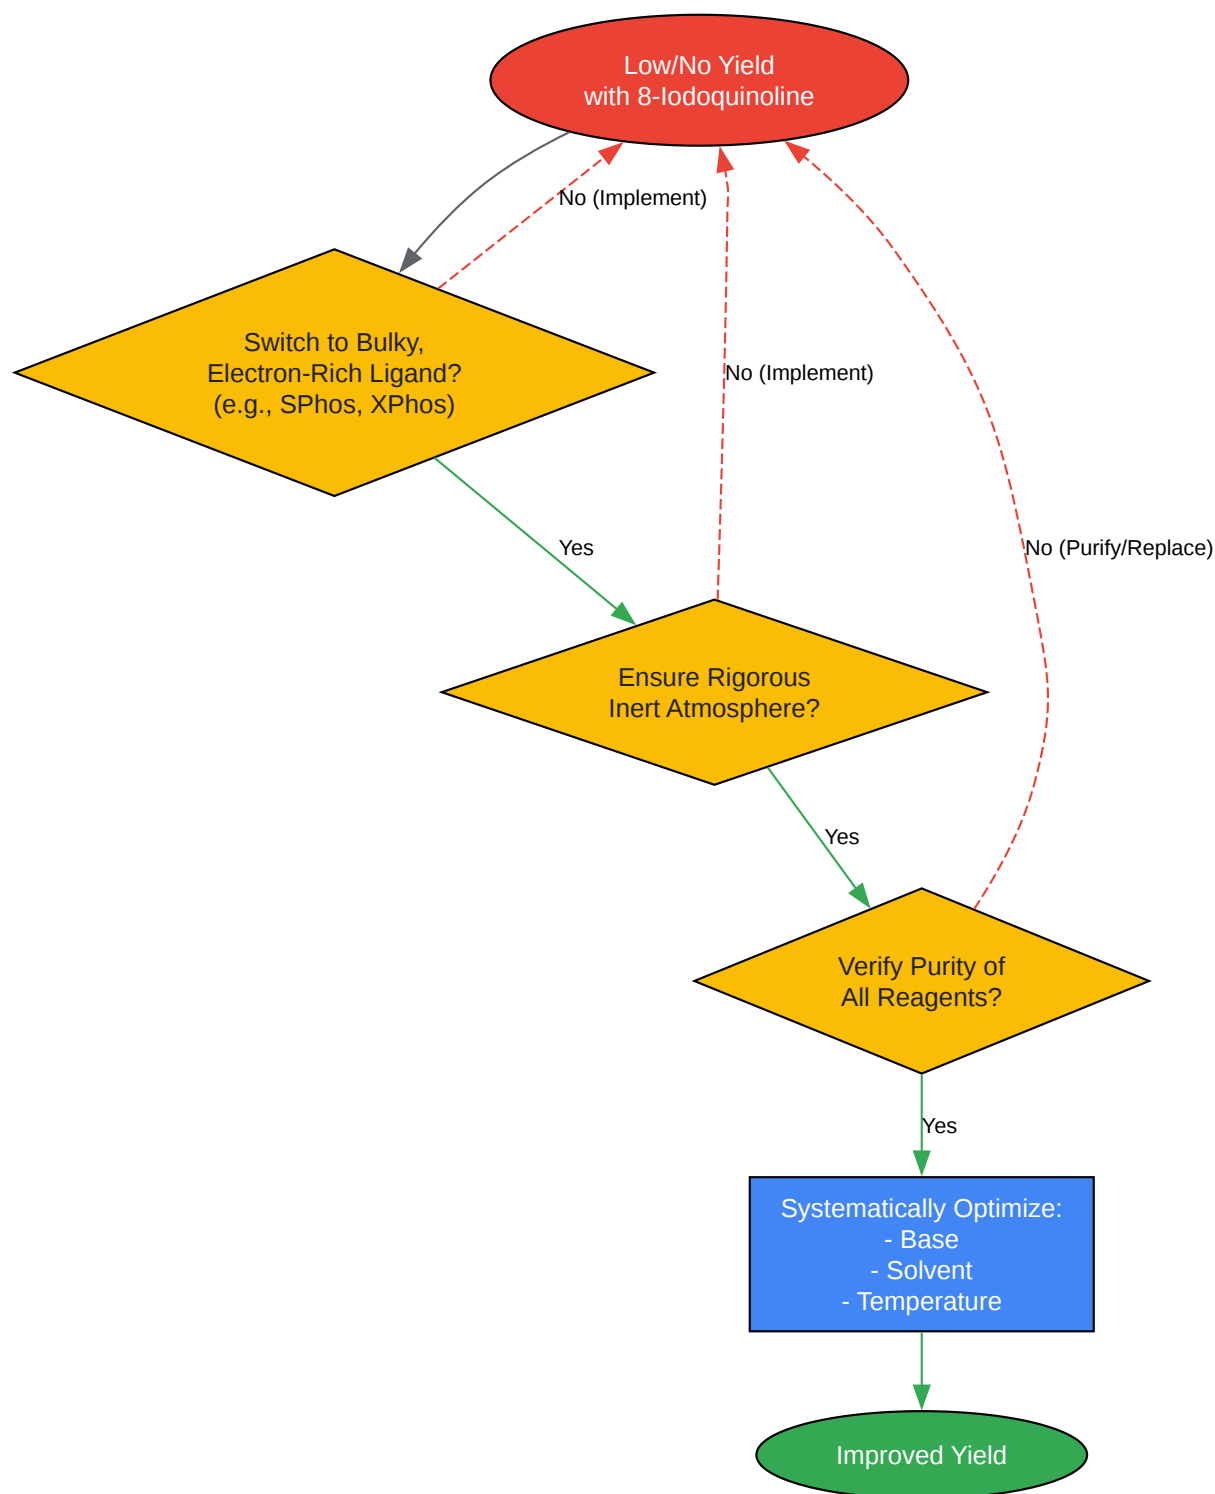 Low/No Yield
with 8-Iodoquinoline
No (Implement)
Switch to Bulky,
Electron-Rich Ligand?
(e.g., SPhos, XPhos)
No (Implement)
Yes
No (Purify/Replace)
Ensure Rigorous
Inert Atmosphere?
Yes
Verify Purity of
All Reagents?
Yes
Systematically Optimize:
- Base
- Solvent
- Temperature
Improved Yield